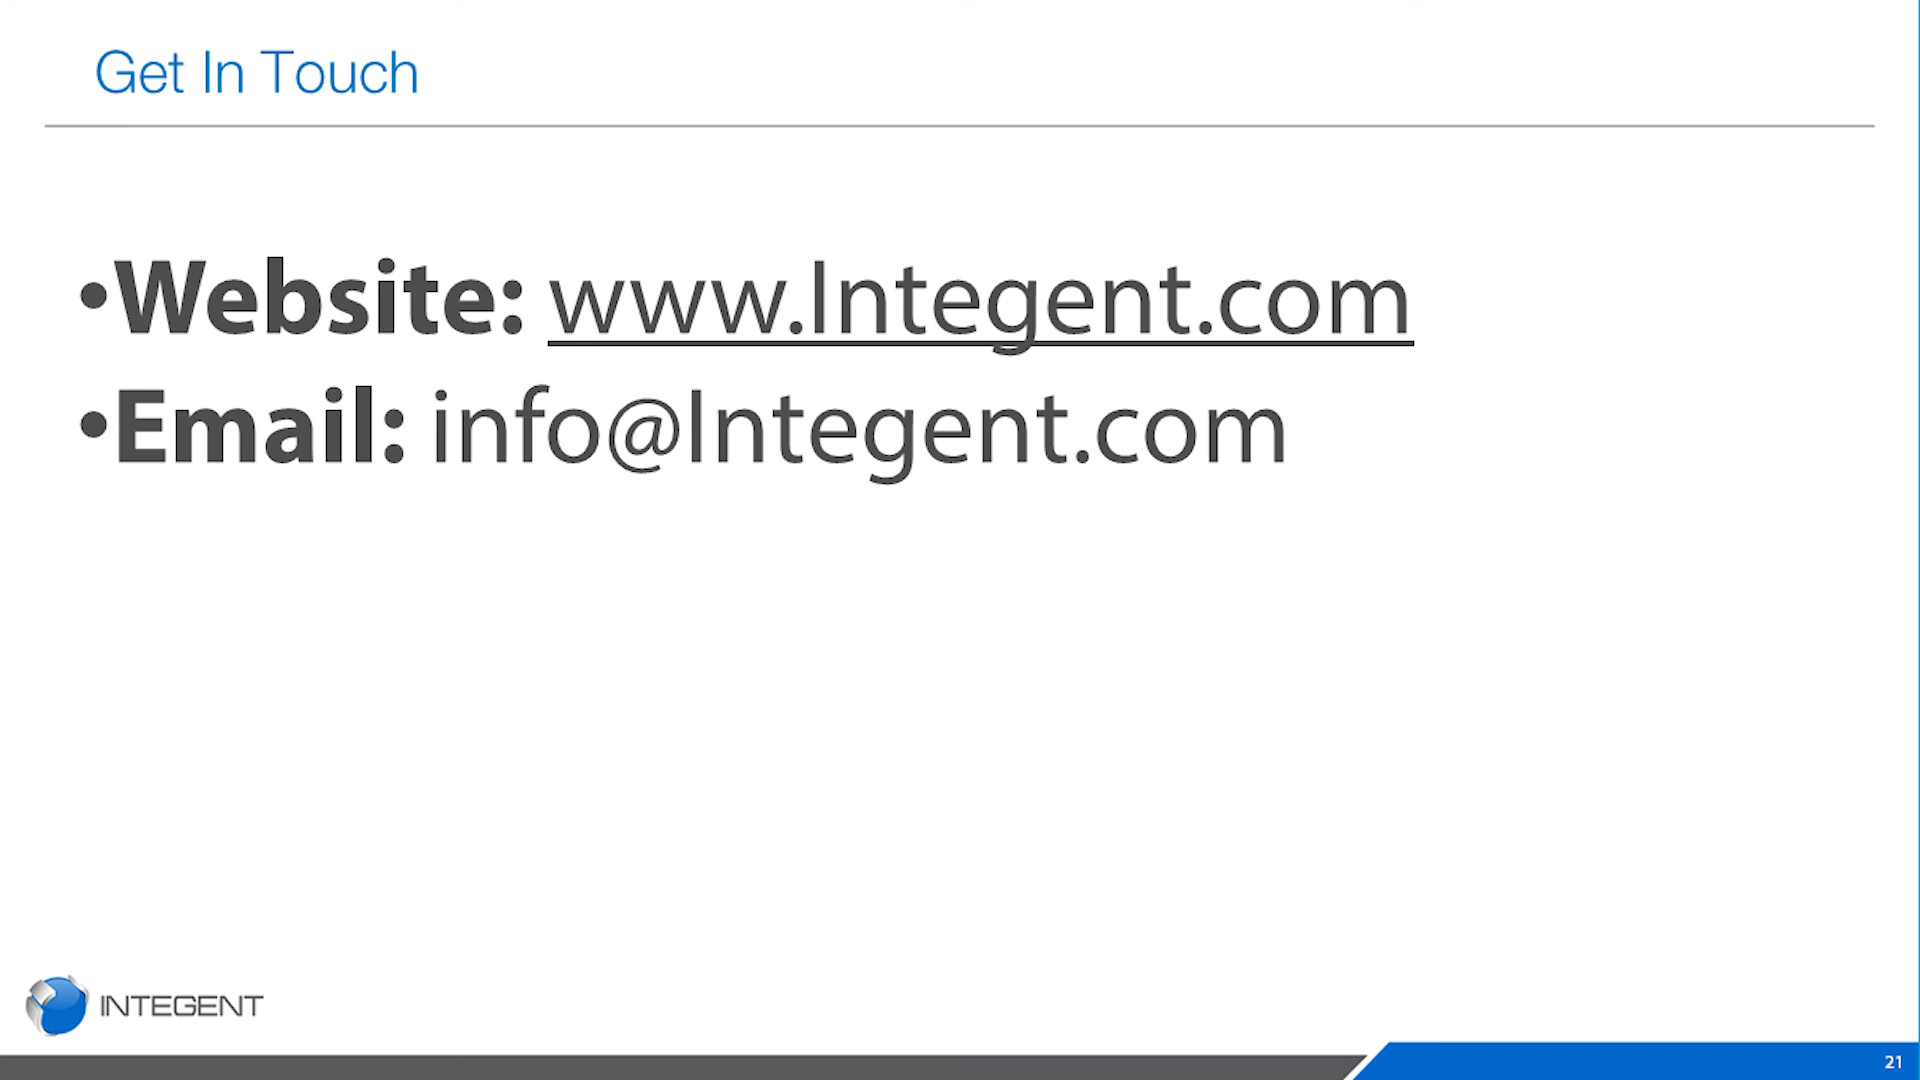 Get In Touch
•Website: www.Integent.com
•Email: info@Integent.com
INTEGENT
21